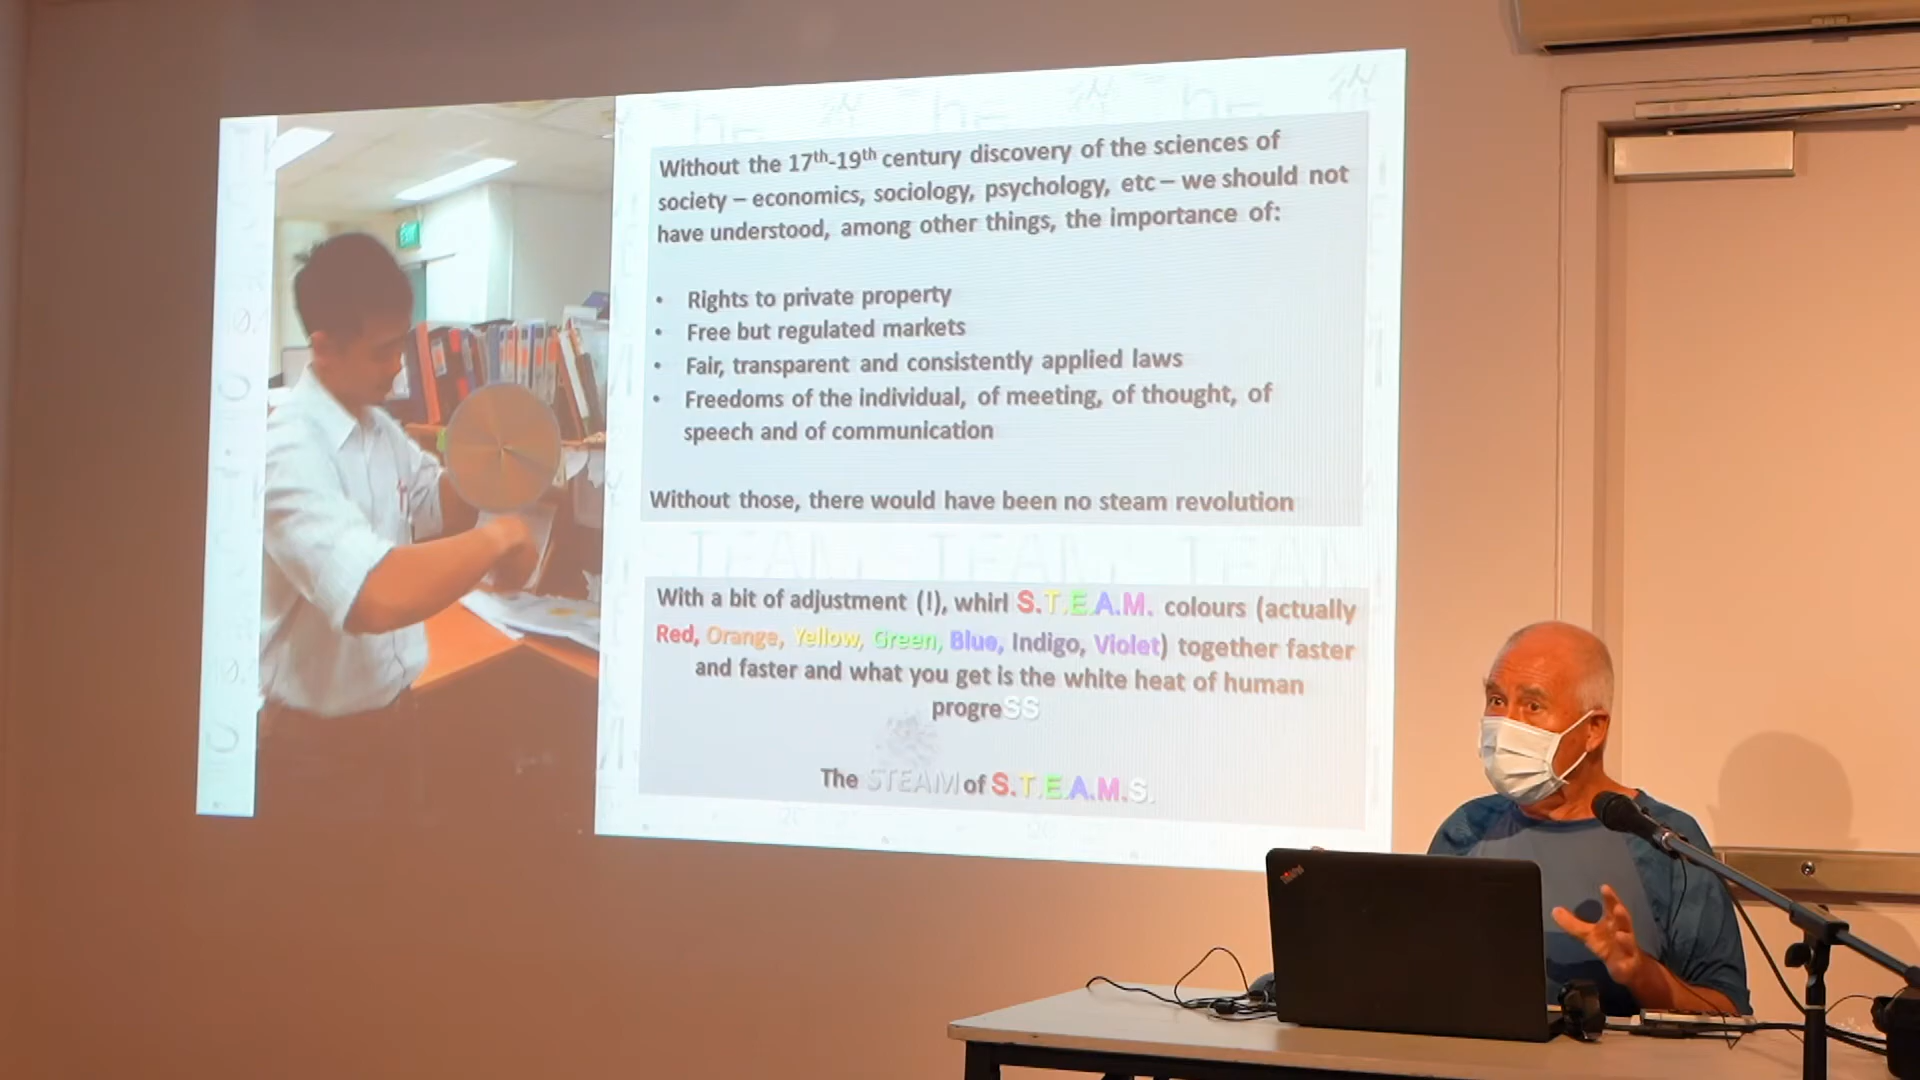 EXIT
Without the 17th-19th century discovery of the sciences of
society – economics, sociology, psychology, etc – we should not
have understood, among other things, the importance of:
• Rights to private property
• Free but regulated markets
• Fair, transparent and consistently applied laws
• Freedoms of the individual, of meeting, of thought, of
speech and of communication
Without those, there would have been no steam revolution
With a bit of adjustment (!), whirl S.T.E.A.M. colours (actually
Red, Orange, Yellow, Green, Blue, Indigo, Violet) together faster
and faster and what you get is the white heat of human
progreSS
The STEAM of S.T.E.A.M.S.
ThinkPad